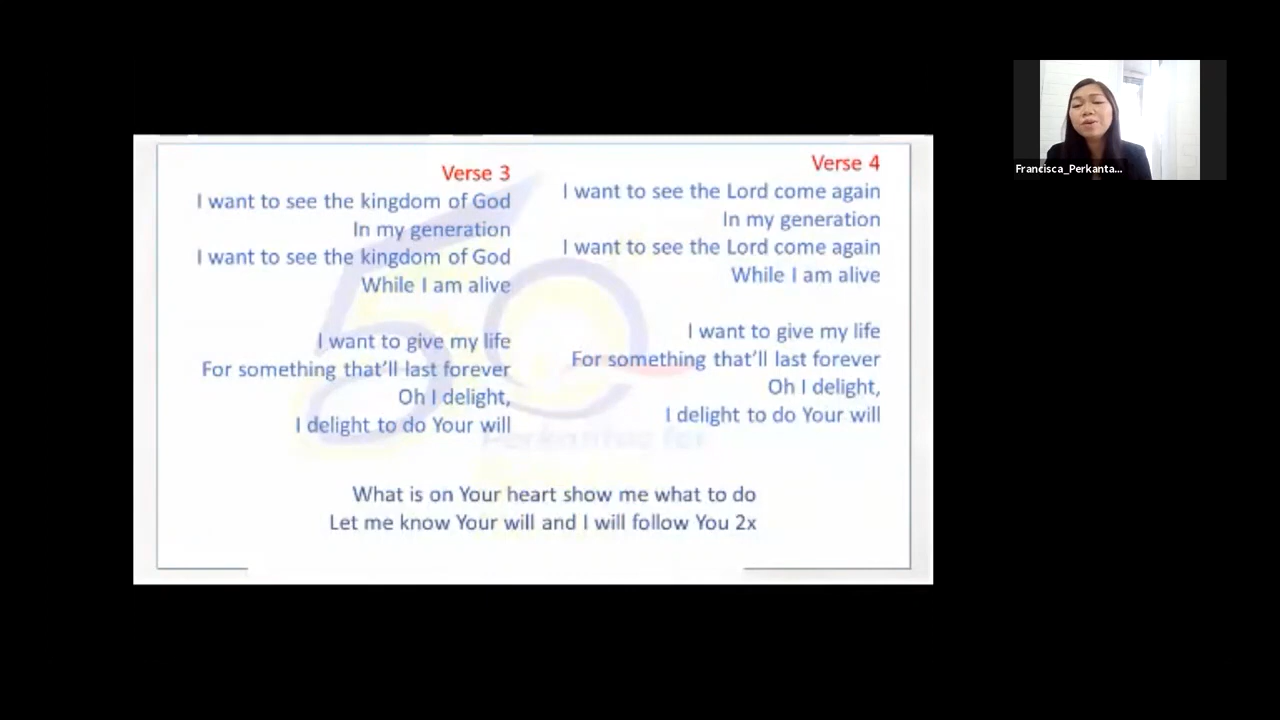 Verse 3
I want to see the kingdom of God
In my generation
I want to see the kingdom of God
While I am alive
I want to give my life
For something that'll last forever
Oh I delight,
I delight to do Your will
Verse 4
I want to see the Lord come again
In my generation
I want to see the Lord come again
While I am alive
I want to give my life
For something that'll last forever
Oh I delight,
I delight to do Your will
What is on Your heart show me what to do
Let me know Your will and I will follow You 2x
Francisca_Perkanta...
50